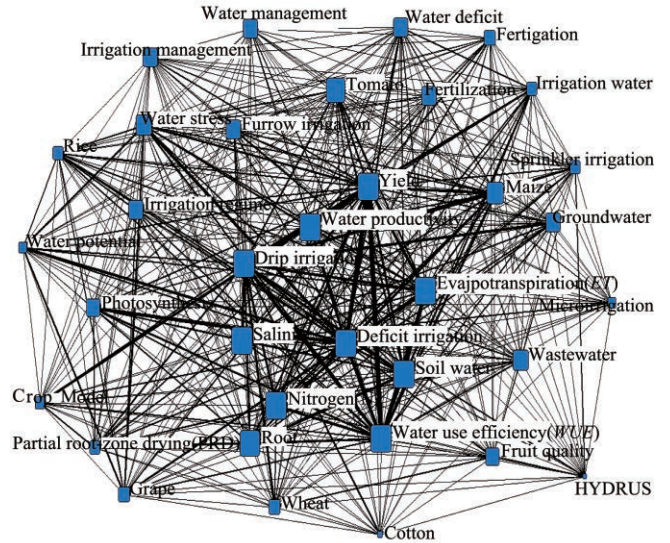 Water management
Water deficit
Fertigation
Irrigation management
Tomato
Fertilization
Irrigation water
Water stress
Furrow irrigation
Rice
Sprinkler irrigation
Yield
Maize
Irrigation regime
Water productivity
Groundwater
Water potential
Drip irrigation
Evajpotranspiration(ET)
Microirrigation
Photosynthesis
Salinity
Deficit irrigation
Wastewater
Soil water
Crop Model
Nitrogen
Partial root-zone drying(PRD)
Root
Water use efficiency(WUE)
Fruit quality
Grape
Wheat
HYDRUS
Cotton